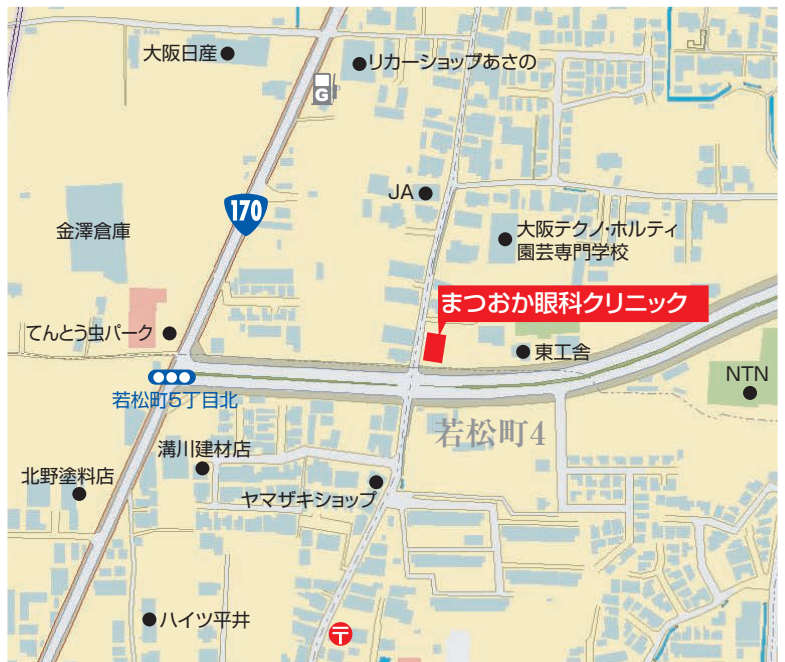 大阪日産
リカーショップあさの
G
JA
170
大阪テクノ・ホルティ
園芸専門学校
金澤倉庫
まつおか眼科クリニック
てんとう虫パーク
東工舎
NTN
若松町5丁目北
若松町4
溝川建材店
北野塗料店
ヤマザキショップ
ハイツ平井
〒